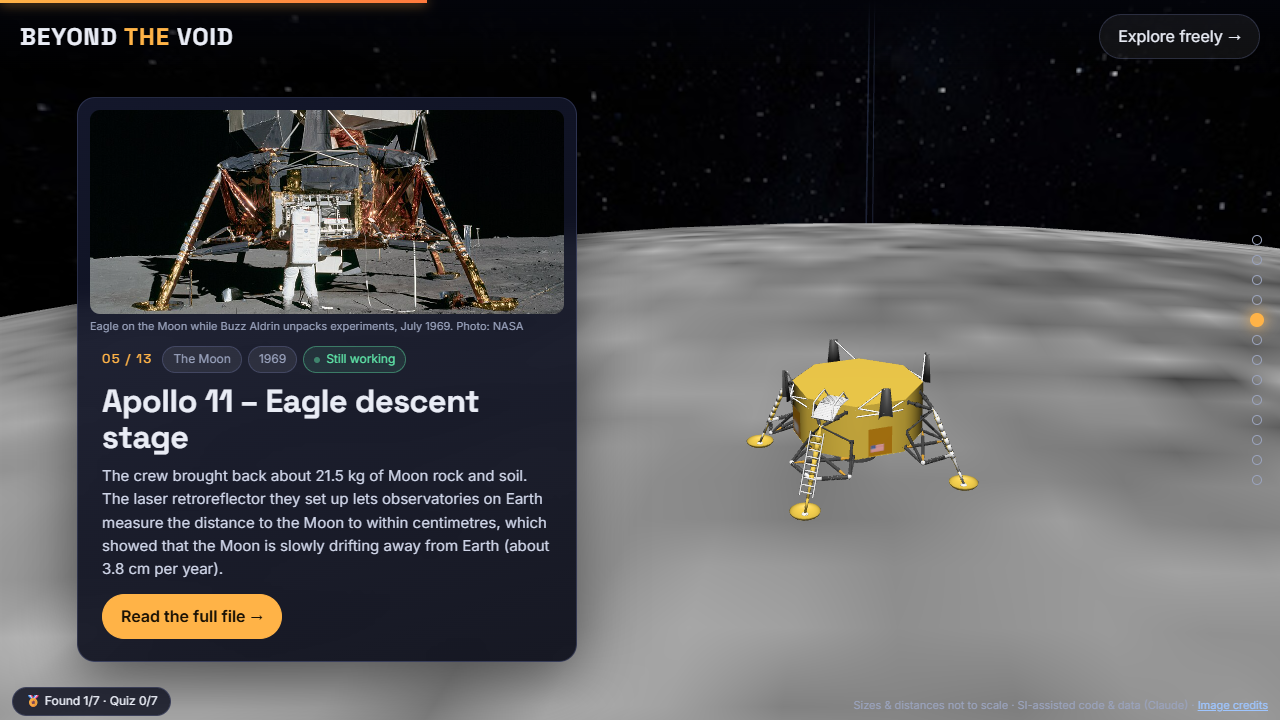 BEYOND THE VOID
Explore freely →
Eagle on the Moon while Buzz Aldrin unpacks experiments, July 1969. Photo: NASA
05 / 13
The Moon
1969
Still working
Apollo 11 – Eagle descent
stage
The crew brought back about 21.5 kg of Moon rock and soil.
The laser retroreflector they set up lets observatories on Earth
measure the distance to the Moon to within centimetres, which
showed that the Moon is slowly drifting away from Earth (about
3.8 cm per year).
Read the full file →
Found 1/7 · Quiz 0/7
Sizes & distances not to scale · SI-assisted code & data (Claude) · Image credits